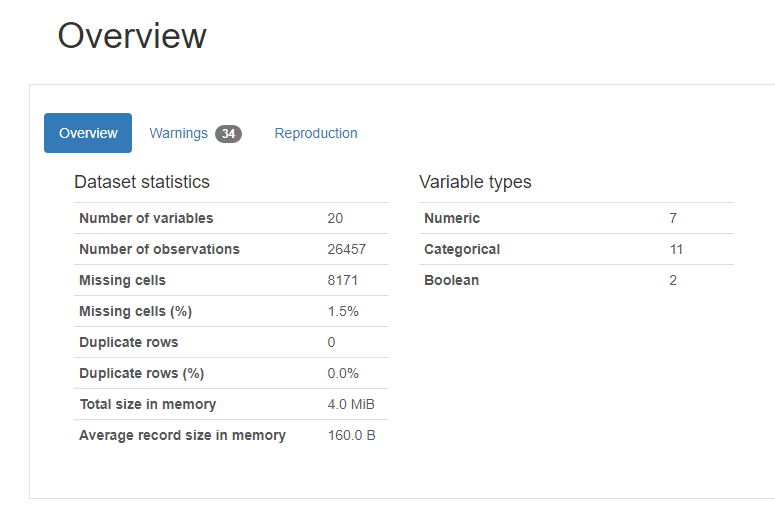 Overview
Overview Warnings 34 Reproduction
Dataset statistics
Number of variables 20
Number of observations 26457
Missing cells 8171
Missing cells (%) 1.5%
Duplicate rows 0
Duplicate rows (%) 0.0%
Total size in memory 4.0 MiB
Average record size in memory 160.0 B
Variable types
Numeric 7
Categorical 11
Boolean 2